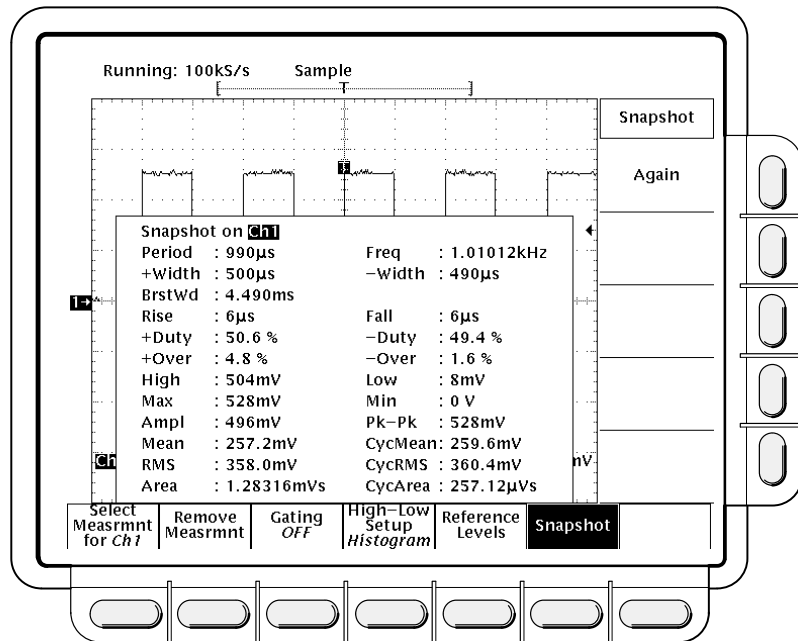 Running: 100kS/s Sample
T
Snapshot
T
Again
Snapshot on Ch1
Period : 990µs Freq : 1.01012kHz
+Width : 500µs −Width : 490µs
1→
BrstWd : 4.490ms
Rise : 6µs Fall : 6µs
+Duty : 50.6 % −Duty : 49.4 %
+Over : 4.8 % −Over : 1.6 %
High : 504mV Low : 8mV
Max : 528mV Min : 0 V
Ampl : 496mV Pk−Pk : 528mV
Mean : 257.2mV CycMean: 259.6mV
Ch
RMS : 358.0mV CycRMS : 360.4mV
mV
Area : 1.28316mVs CycArea : 257.12µVs
Select
Measrmnt
for Ch1
Remove
Measrmnt
Gating
OFF
High−Low
Setup
Histogram
Reference
Levels
Snapshot